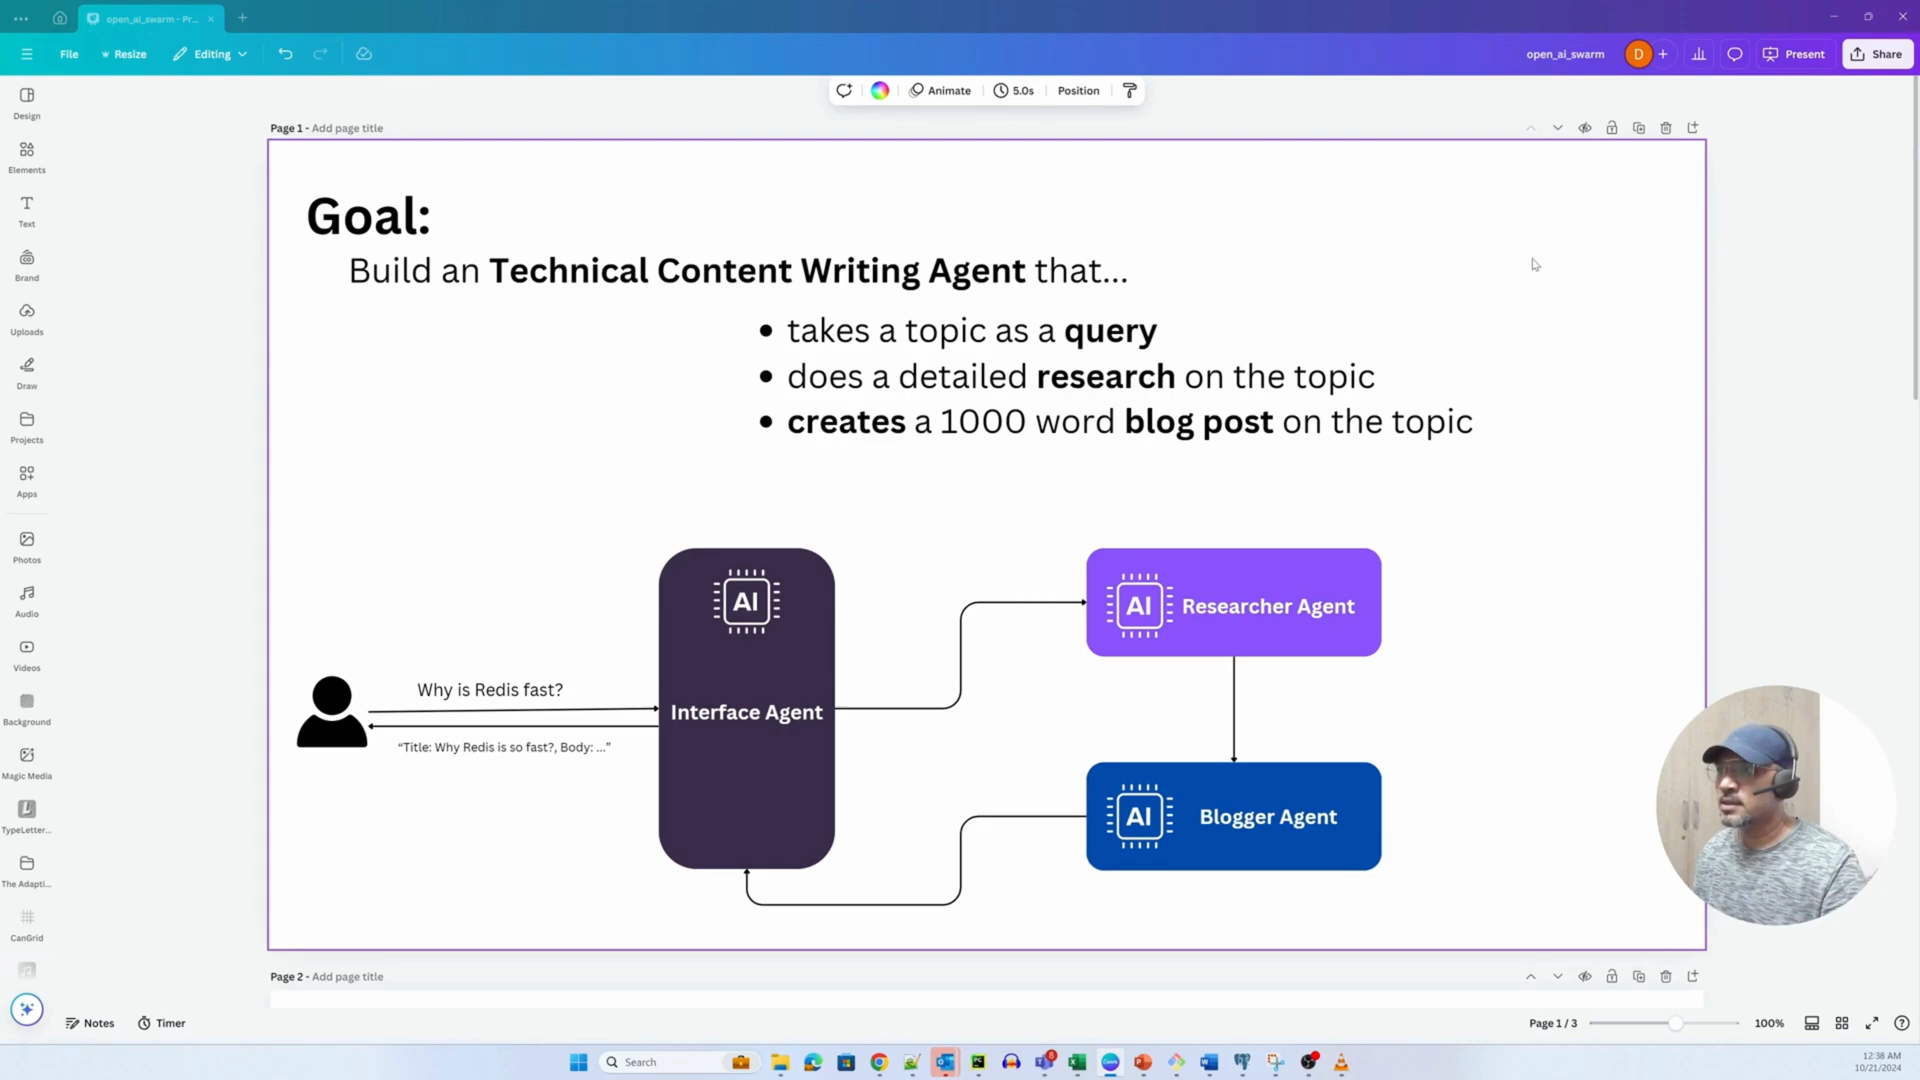 open_ai_swarm - Pr...
File
Resize
Editing
open_ai_swarm
D
Present
Share
Animate
5.0s
Position
Design
Elements
Text
Brand
Uploads
Draw
Projects
Apps
Photos
Audio
Videos
Background
Magic Media
TypeLetter...
The Adapti...
CanGrid
Page 1 - Add page title
Goal:
Build an Technical Content Writing Agent that...
• takes a topic as a query
• does a detailed research on the topic
• creates a 1000 word blog post on the topic
Why is Redis fast?
"Title: Why Redis is so fast?, Body: ..."
AI
Interface Agent
AI Researcher Agent
AI Blogger Agent
Page 2 - Add page title
Notes
Timer
Page 1 / 3
100%
Search
8
12:38 AM
10/21/2024